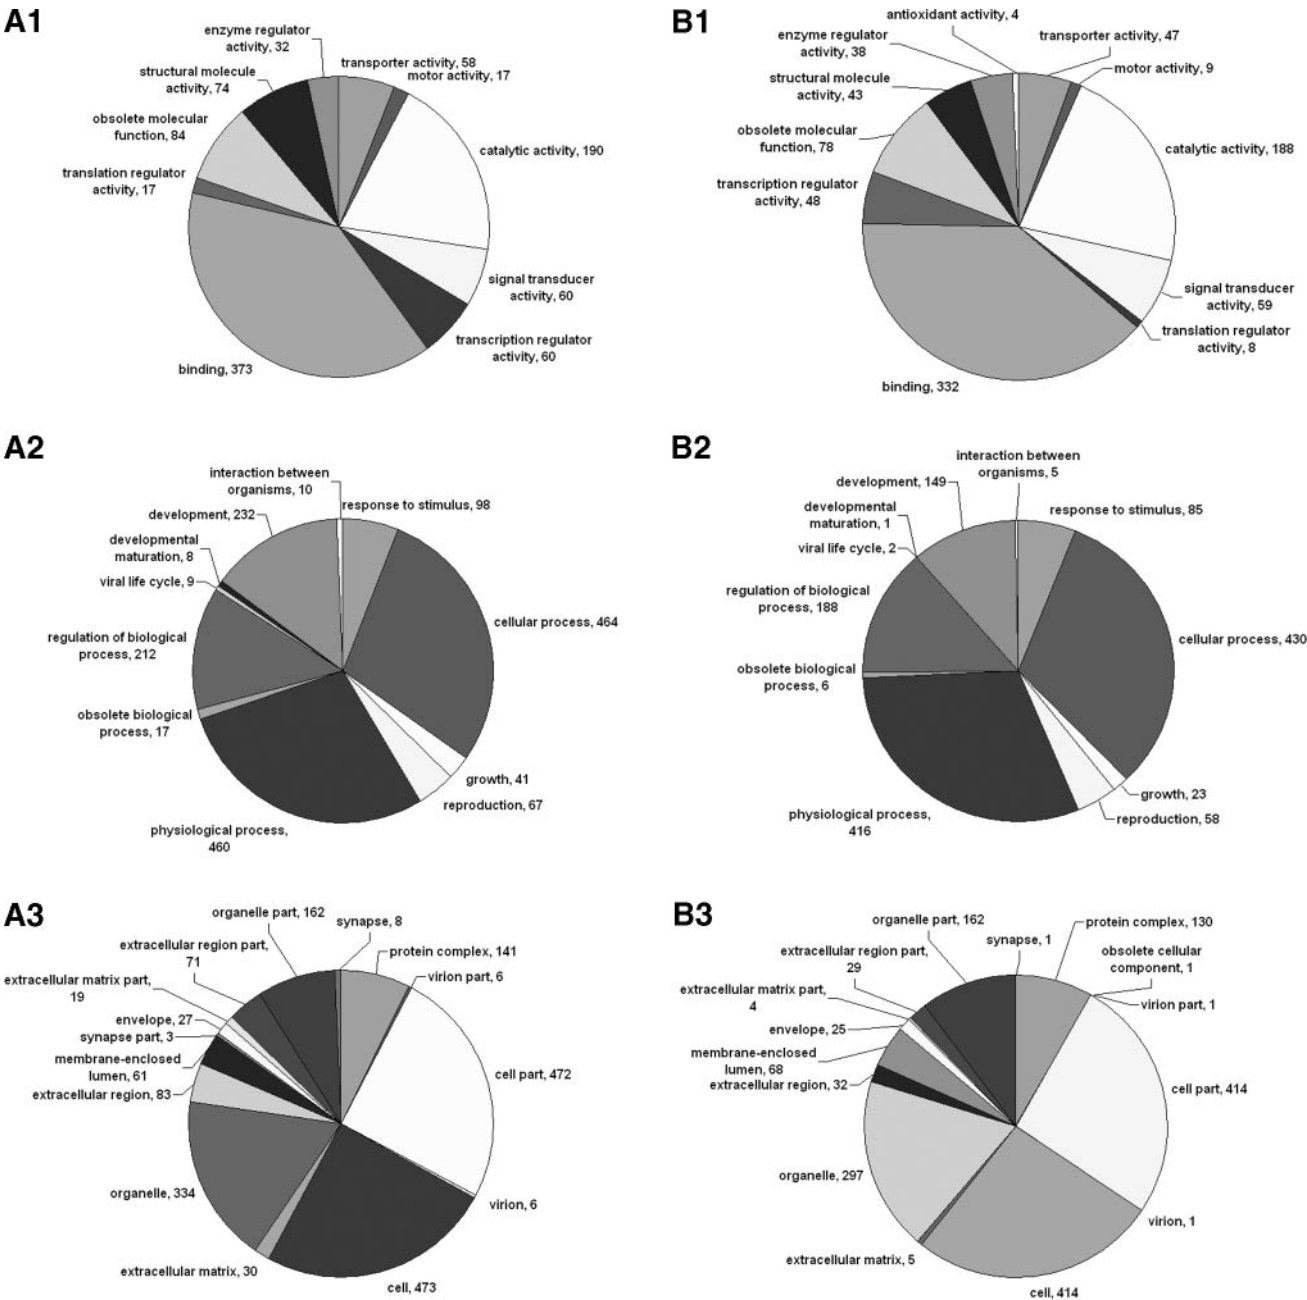 A1
enzyme regulator
activity, 32
transporter activity, 58
motor activity, 17
structural molecule
activity, 74
obsolete molecular
function, 84
catalytic activity, 190
translation regulator
activity, 17
signal transducer
activity, 60
transcription regulator
activity, 60
binding, 373
B1
antioxidant activity, 4
enzyme regulator
activity, 38
transporter activity, 47
motor activity, 9
structural molecule
activity, 43
obsolete molecular
function, 78
catalytic activity, 188
transcription regulator
activity, 48
signal transducer
activity, 59
translation regulator
activity, 8
binding, 332
A2
interaction between
organisms, 10
response to stimulus, 98
development, 232
developmental
maturation, 8
viral life cycle, 9
cellular process, 464
regulation of biological
process, 212
obsolete biological
process, 17
growth, 41
reproduction, 67
physiological process,
460
B2
interaction between
organisms, 5
development, 149
response to stimulus, 85
developmental
maturation, 1
viral life cycle, 2
regulation of biological
process, 188
cellular process, 430
obsolete biological
process, 6
growth, 23
reproduction, 58
physiological process,
416
A3
organelle part, 162
synapse, 8
extracellular region part,
71
protein complex, 141
virion part, 6
extracellular matrix part,
19
envelope, 27
synapse part, 3
membrane-enclosed
lumen, 61
extracellular region, 83
cell part, 472
organelle, 334
virion, 6
extracellular matrix, 30
cell, 473
B3
organelle part, 162
synapse, 1
protein complex, 130
extracellular region part,
29
obsolete cellular
component, 1
virion part, 1
extracellular matrix part,
4
envelope, 25
membrane-enclosed
lumen, 68
extracellular region, 32
cell part, 414
organelle, 297
virion, 1
extracellular matrix, 5
cell, 414